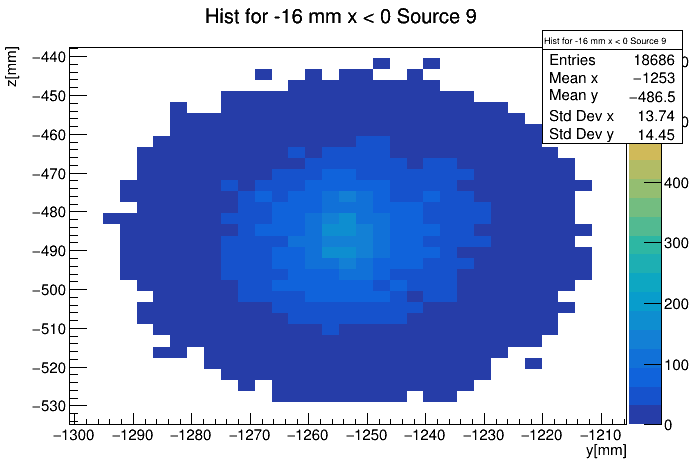 Hist for -16 mm x < 0 Source 9
Hist for -16 mm x < 0 Source 9
Entries 18686
Mean x −1253
Mean y −486.5
Std Dev x 13.74
Std Dev y 14.45
z[mm]
−440
−450
−460
−470
−480
−490
−500
−510
−520
−530
0
0
400
300
200
100
0
−1300 −1290 −1280 −1270 −1260 −1250 −1240 −1230 −1220 −1210
y[mm]